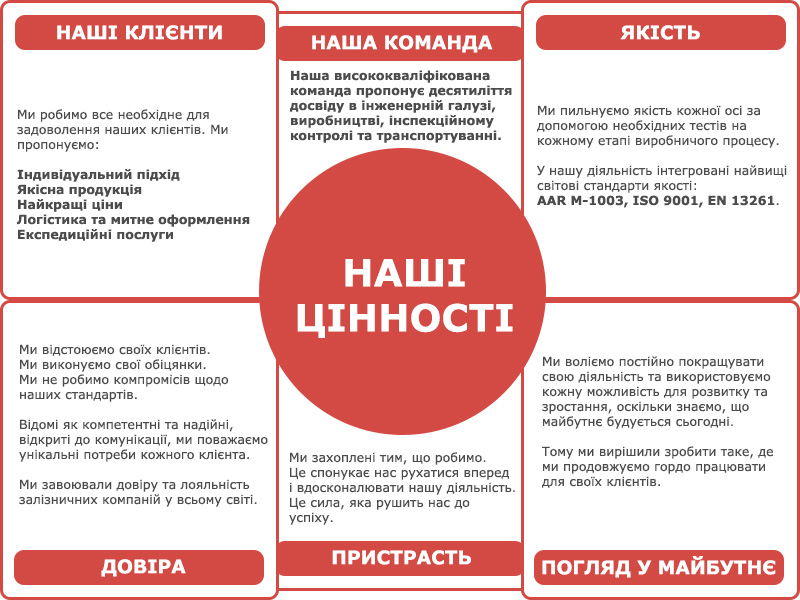 НАШІ КЛІЄНТИ
Ми робимо все необхідне для
задоволення наших клієнтів. Ми
пропонуємо:
Індивідуальний підхід
Якісна продукція
Найкращі ціни
Логістика та митне оформлення
Експедиційні послуги
НАША КОМАНДА
Наша висококваліфікована
команда пропонує десятиліття
досвіду в інженерній галузі,
виробництві, інспекційному
контролі та транспортуванні.
ЯКІСТЬ
Ми пильнуємо якість кожної осі за
допомогою необхідних тестів на
кожному етапі виробничого процесу.
У нашу діяльність інтегровані найвищі
світові стандарти якості:
AAR M-1003, ISO 9001, EN 13261.
НАШІ
ЦІННОСТІ
Ми відстоюємо своїх клієнтів.
Ми виконуємо свої обіцянки.
Ми не робимо компромісів щодо
наших стандартів.
Відомі як компетентні та надійні,
відкриті до комунікації, ми поважаємо
унікальні потреби кожного клієнта.
Ми завоювали довіру та лояльність
залізничних компаній у всьому світі.
ДОВІРА
Ми захоплені тим, що робимо.
Це спонукає нас рухатися вперед
і вдосконалювати нашу діяльність.
Це сила, яка рушить нас до
успіху.
ПРИСТРАСТЬ
Ми воліємо постійно покращувати
свою діяльність та використовуємо
кожну можливість для розвитку та
зростання, оскільки знаємо, що
майбутнє будується сьогодні.
Тому ми вирішили зробити таке, де
ми продовжуємо гордо працювати
для своїх клієнтів.
ПОГЛЯД У МАЙБУТНЄ